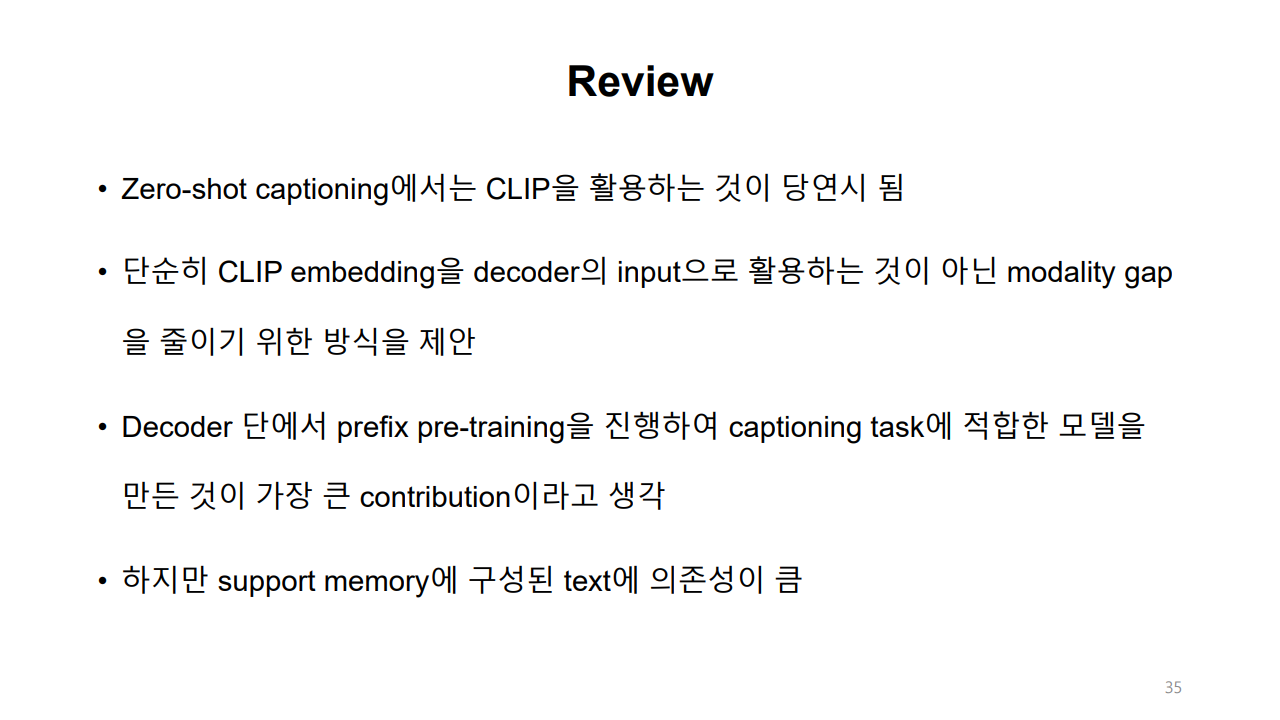 Review
• Zero-shot captioning에서는 CLIP을 활용하는 것이 당연시 됨
• 단순히 CLIP embedding을 decoder의 input으로 활용하는 것이 아닌 modality gap
을 줄이기 위한 방식을 제안
• Decoder 단에서 prefix pre-training을 진행하여 captioning task에 적합한 모델을
만든 것이 가장 큰 contribution이라고 생각
• 하지만 support memory에 구성된 text에 의존성이 큼
35